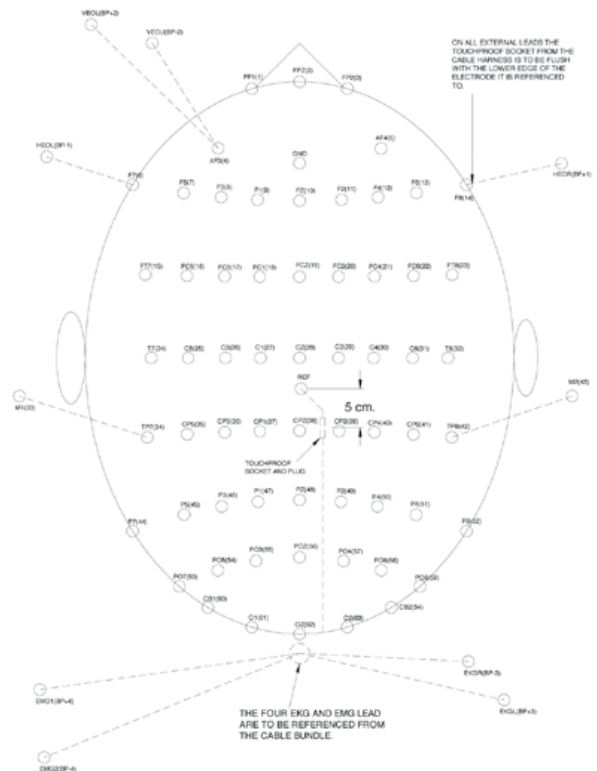 VEOL(BP+2)
VEOU(BP-2)
ON ALL EXTERNAL LEADS THE
TOUCHPROOF SOCKET FROM THE
CABLE HARNESS IS TO BE FLUSH
WITH THE LOWER EDGE OF THE
ELECTRODE IT IS REFERENCED
TO.
FP1(1) FPZ(2) FP2(3)
HEOL(BP-1) AF3(4) GND AF4(5) HEOR(BP+1)
F7(6) F5(7) F3(8) F1(9) FZ(10) F2(11) F4(12) F6(13) F8(14)
FT7(15) FC5(16) FC3(17) FC1(18) FCZ(19) FC2(20) FC4(21) FC6(22) FT8(23)
T7(24) C5(25) C3(26) C1(27) CZ(28) C2(29) C4(30) C6(31) T8(32)
REF
M1(33) 5 cm. M2(43)
TP7(34) CP5(35) CP3(36) CP1(37) CPZ(38) CP2(39) CP4(40) CP6(41) TP8(42)
TOUCHPROOF
SOCKET AND PLUG
P7(44) P5(45) P3(46) P1(47) PZ(48) P2(49) P4(50) P6(51) P8(52)
PO7(53) PO5(54) PO3(55) POZ(56) PO4(57) PO6(58) PO8(59)
CB1(60) O1(61) OZ(62) O2(63) CB2(64)
EMG1(BP+4) EKGR(BP-3)
EKGL(BP+3)
THE FOUR EKG AND EMG LEAD
ARE TO BE REFERENCED FROM
THE CABLE BUNDLE.
EMG2(BP-4)